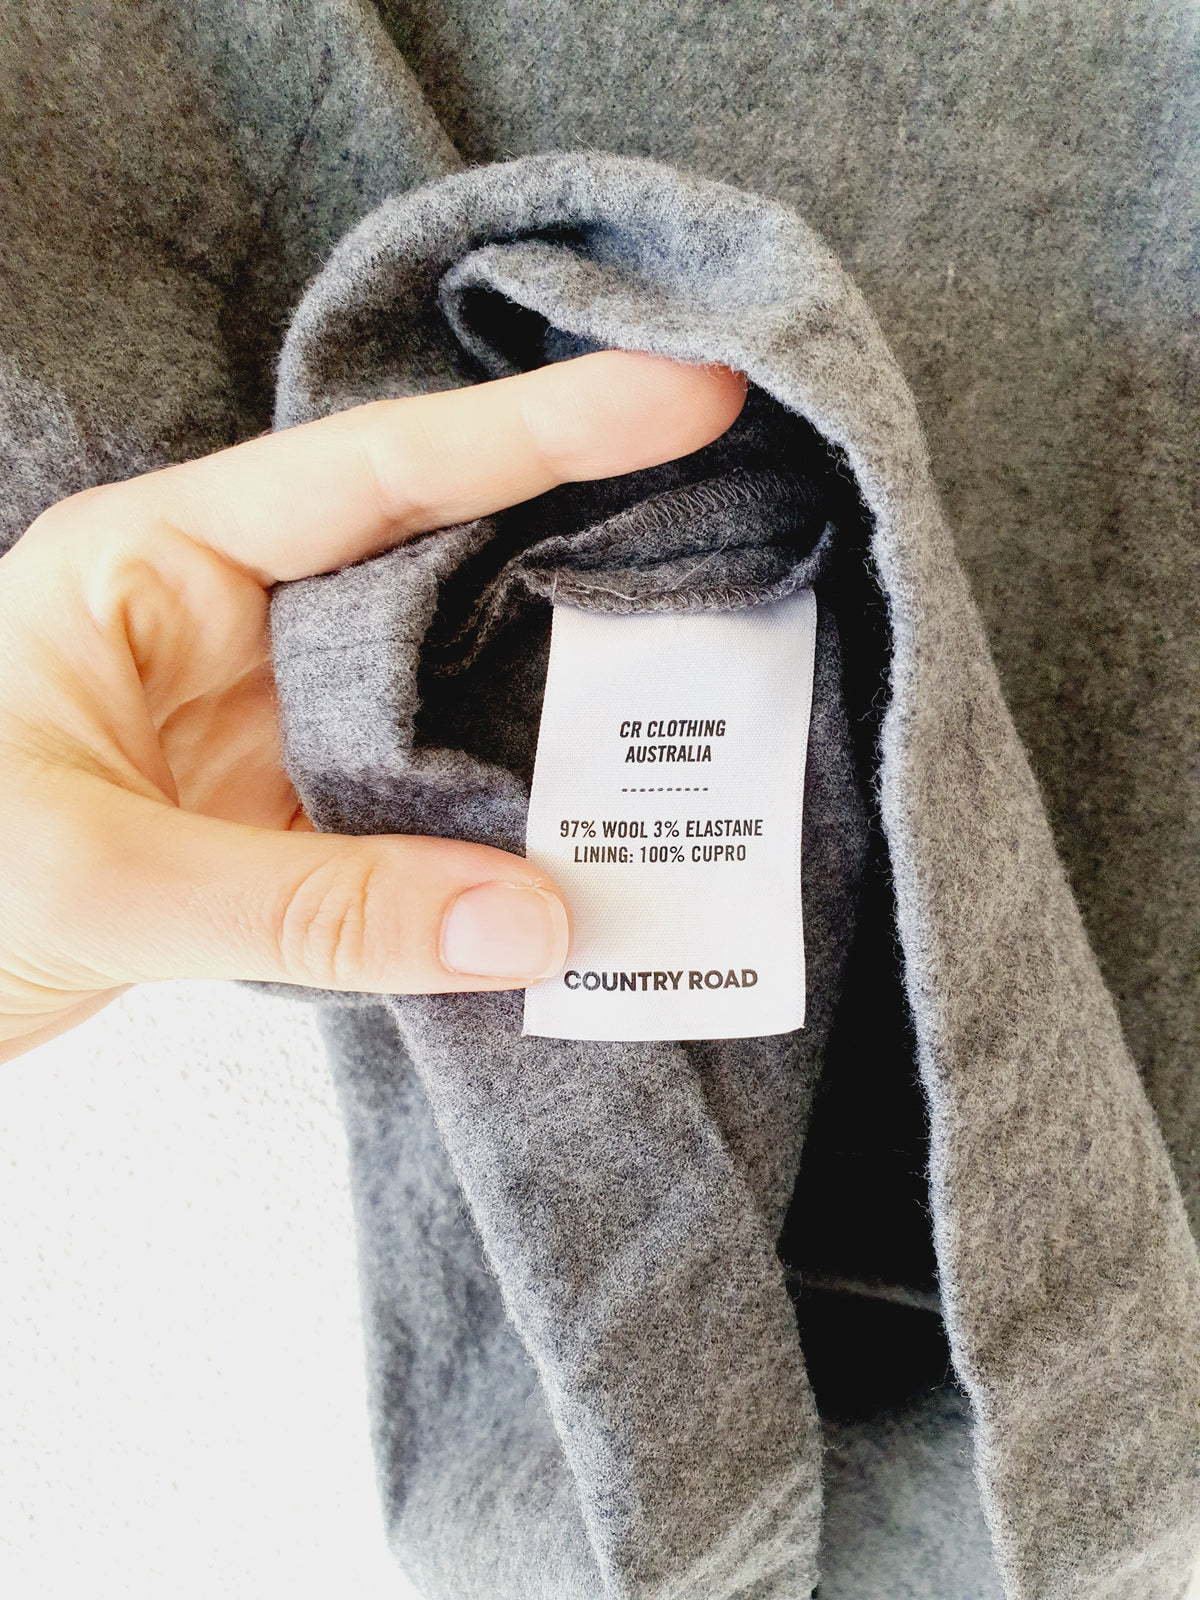 CR CLOTHING
AUSTRALIA
----------
97% WOOL 3% ELASTANE
LINING: 100% CUPRO
COUNTRY ROAD